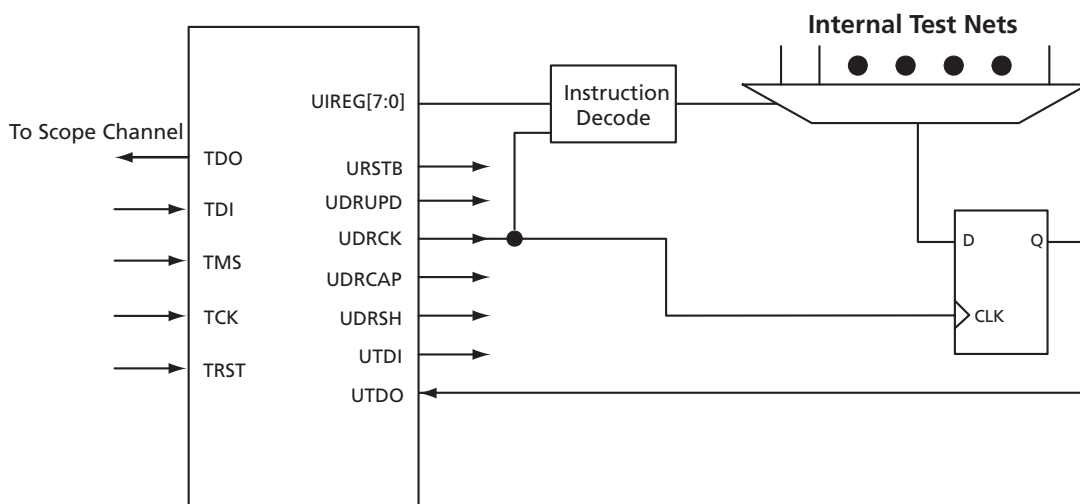 Internal Test Nets
UIREG[7:0]
Instruction
Decode
To Scope Channel
TDO
URSTB
TDI
UDRUPD
UDRCK
D
Q
TMS
UDRCAP
TCK
UDRSH
CLK
UTDI
TRST
UTDO